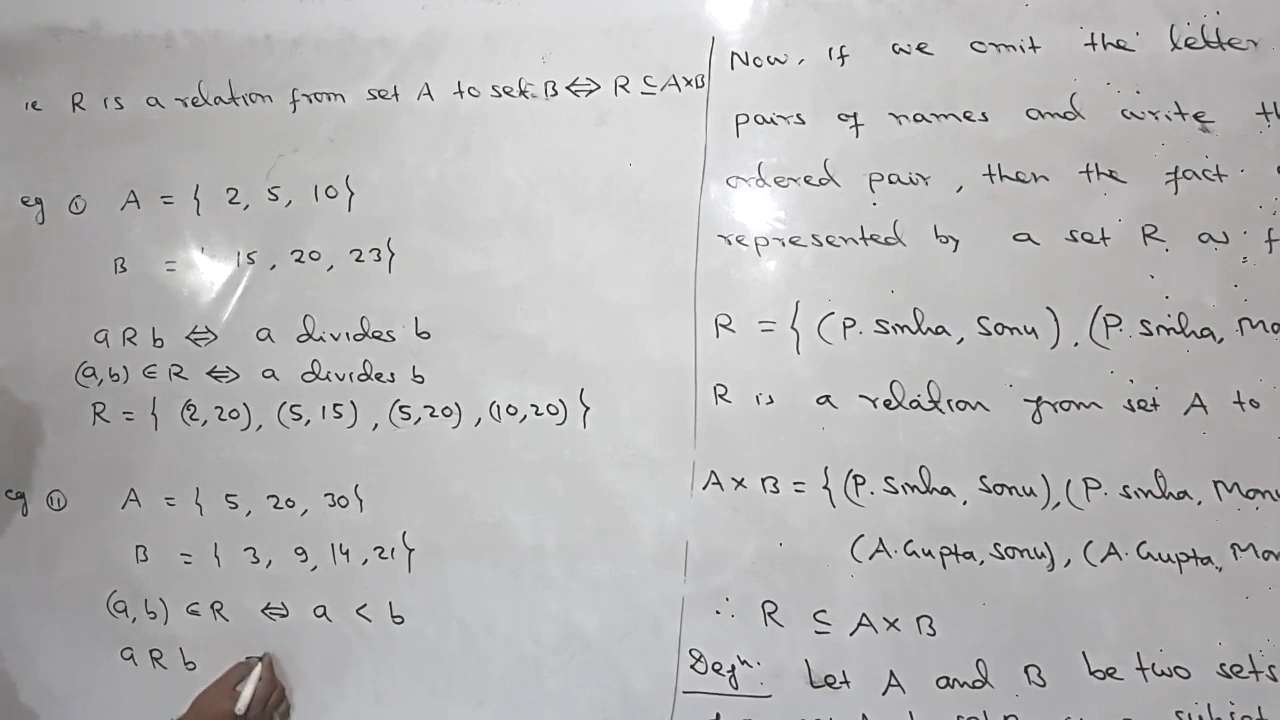 ie R is a relation from set A to set B ⇔ R ⊆ A×B
eg ① A = { 2, 5, 10}
B = 15, 20, 23}
a R b ⇔ a divides b
(a,b) ∈ R ⇔ a divides b
R = { (2,20), (5,15), (5,20), (10,20) }
eg ⑪ A = { 5, 20, 30}
B = { 3, 9, 14, 21}
(a,b) ∈ R ⇔ a < b
a R b
Now, if we omit the letter
pairs of names and write th
ordered pair, then the fact
represented by a set R as f
R = { (P. Sinha, Sonu), (P. Sinha, Mo
R is a relation from set A to
A × B = {(P. Sinha, Sonu), (P. Sinha, Monu
(A. Gupta, Sonu), (A. Gupta, Mon
∴ R ⊆ A×B
Defn. Let A and B be two sets